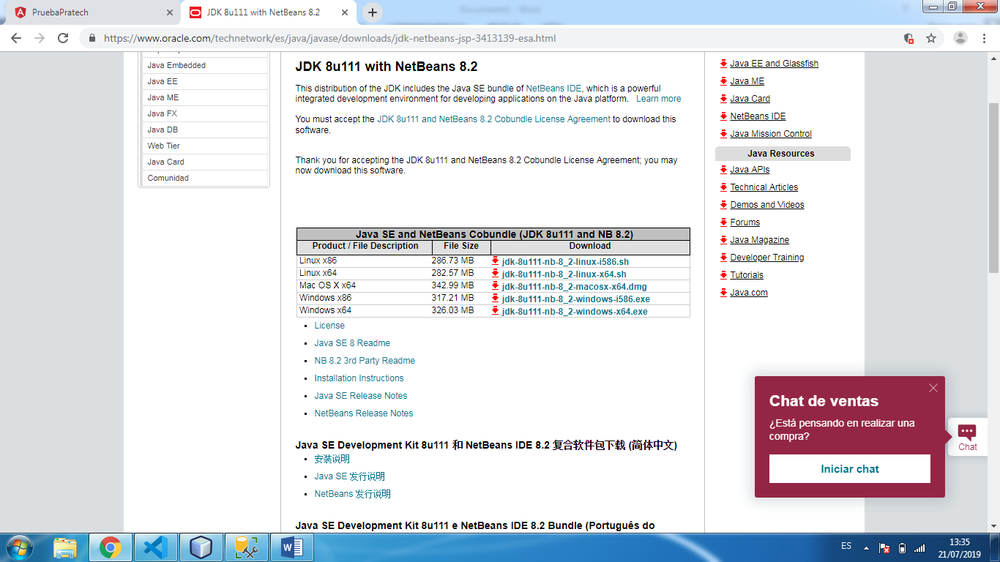 PruebaPratech
JDK 8u111 with NetBeans 8.2
https://www.oracle.com/technetwork/es/java/javase/downloads/jdk-netbeans-jsp-3413139-esa.html
Java Embedded
Java EE
Java ME
Java FX
Java DB
Web Tier
Java Card
Comunidad
JDK 8u111 with NetBeans 8.2
This distribution of the JDK includes the Java SE bundle of NetBeans IDE, which is a powerful
integrated development environment for developing applications on the Java platform. Learn more
You must accept the JDK 8u111 and NetBeans 8.2 Cobundle License Agreement to download this
software.
Thank you for accepting the JDK 8u111 and NetBeans 8.2 Cobundle License Agreement; you may
now download this software.
Java SE and NetBeans Cobundle (JDK 8u111 and NB 8.2)
Product / File Description File Size Download
Linux x86 286.73 MB jdk-8u111-nb-8_2-linux-i586.sh
Linux x64 282.57 MB jdk-8u111-nb-8_2-linux-x64.sh
Mac OS X x64 342.99 MB jdk-8u111-nb-8_2-macosx-x64.dmg
Windows x86 317.21 MB jdk-8u111-nb-8_2-windows-i586.exe
Windows x64 326.03 MB jdk-8u111-nb-8_2-windows-x64.exe
License
Java SE 8 Readme
NB 8.2 3rd Party Readme
Installation Instructions
Java SE Release Notes
NetBeans Release Notes
Java SE Development Kit 8u111 和 NetBeans IDE 8.2 复合软件包下载 (简体中文)
安装说明
Java SE 发行说明
NetBeans 发行说明
Java SE Development Kit 8u111 e NetBeans IDE 8.2 Bundle (Português do
Java EE and Glassfish
Java ME
Java Card
NetBeans IDE
Java Mission Control
Java Resources
Java APIs
Technical Articles
Demos and Videos
Forums
Java Magazine
Developer Training
Tutorials
Java.com
Chat de ventas
¿Está pensando en realizar una
compra?
Iniciar chat
Chat
ES
13:35
21/07/2019